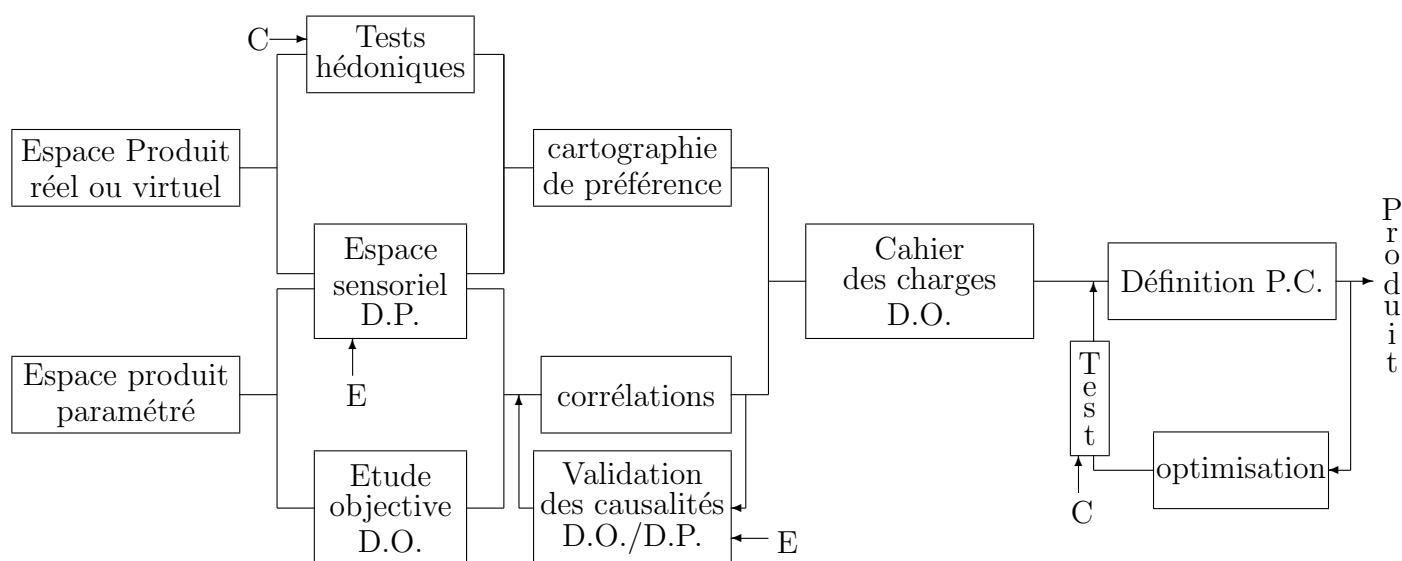 C
Tests
hédoniques
Espace Produit
réel ou virtuel
cartographie
de préférence
Espace
sensoriel
D.P.
E
Espace produit
paramétré
Etude
objective
D.O.
corrélations
Validation
des causalités
D.O./D.P.
E
Cahier
des charges
D.O.
Définition P.C.
Test
C
optimisation
Produit